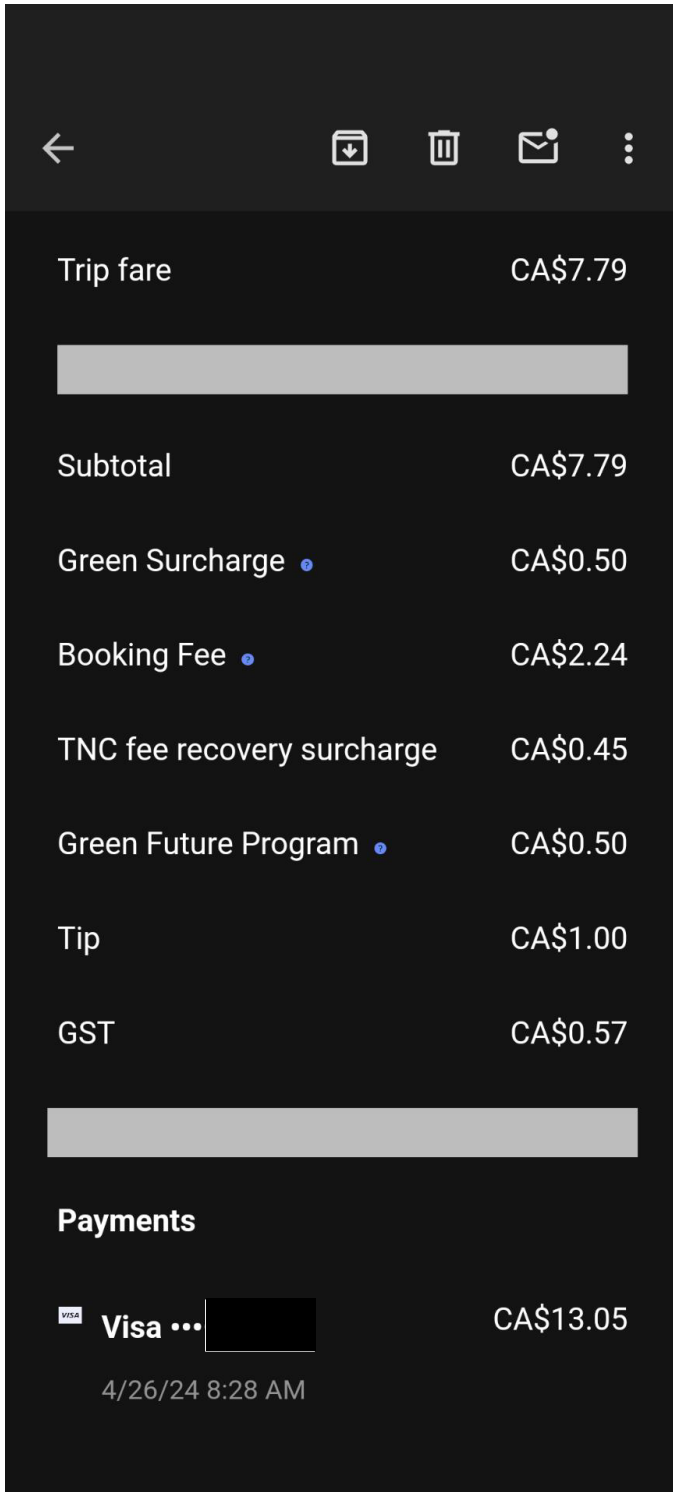 Trip fare CA$7.79
Subtotal CA$7.79
Green Surcharge ? CA$0.50
Booking Fee ? CA$2.24
TNC fee recovery surcharge CA$0.45
Green Future Program ? CA$0.50
Tip CA$1.00
GST CA$0.57
Payments
VISA Visa •••• CA$13.05
4/26/24 8:28 AM